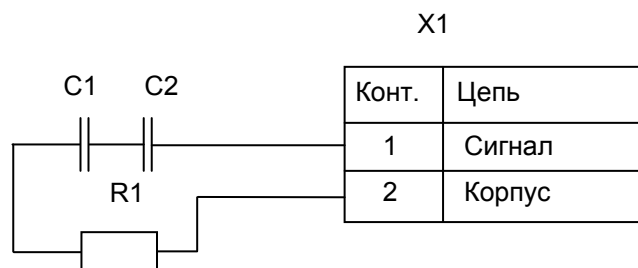 X1
C1 C2
Конт. Цепь
1 Сигнал
R1
2 Корпус